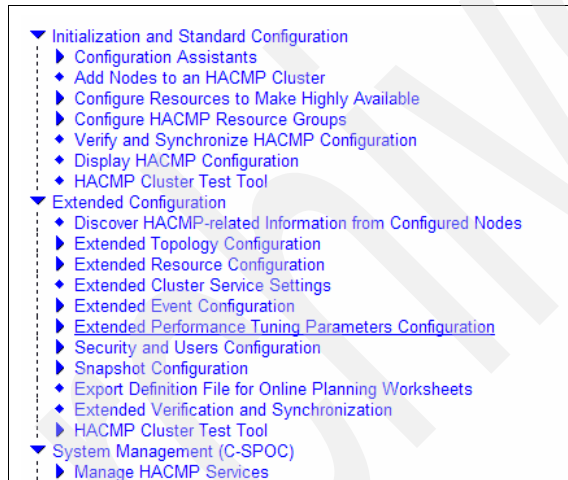 Initialization and Standard Configuration
Configuration Assistants
Add Nodes to an HACMP Cluster
Configure Resources to Make Highly Available
Configure HACMP Resource Groups
Verify and Synchronize HACMP Configuration
Display HACMP Configuration
HACMP Cluster Test Tool
Extended Configuration
Discover HACMP-related Information from Configured Nodes
Extended Topology Configuration
Extended Resource Configuration
Extended Cluster Service Settings
Extended Event Configuration
Extended Performance Tuning Parameters Configuration
Security and Users Configuration
Snapshot Configuration
Export Definition File for Online Planning Worksheets
Extended Verification and Synchronization
HACMP Cluster Test Tool
System Management (C-SPOC)
Manage HACMP Services